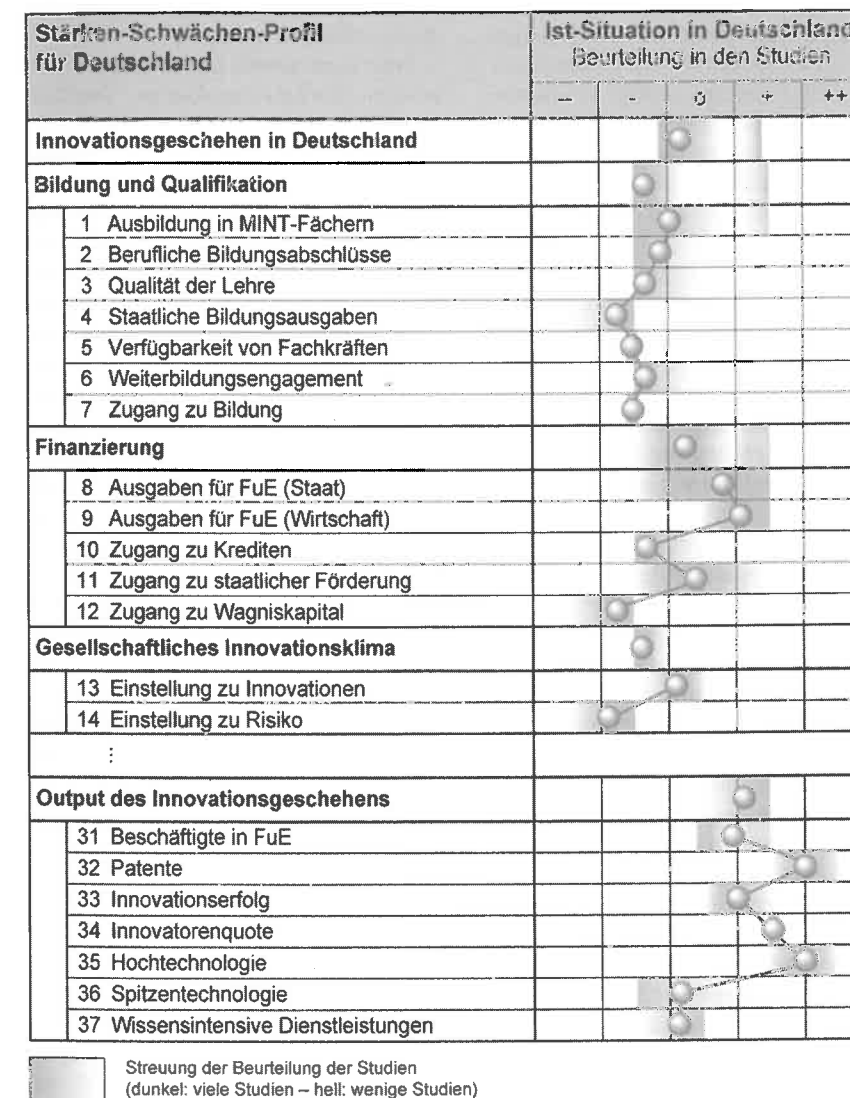 Stärken-Schwächen-Profil
für Deutschland
Ist-Situation in Deutschland
Beurteilung in den Studien
-- - 0 + ++
Innovationsgeschehen in Deutschland
Bildung und Qualifikation
1 Ausbildung in MINT-Fächern
2 Berufliche Bildungsabschlüsse
3 Qualität der Lehre
4 Staatliche Bildungsausgaben
5 Verfügbarkeit von Fachkräften
6 Weiterbildungsengagement
7 Zugang zu Bildung
Finanzierung
8 Ausgaben für FuE (Staat)
9 Ausgaben für FuE (Wirtschaft)
10 Zugang zu Krediten
11 Zugang zu staatlicher Förderung
12 Zugang zu Wagniskapital
Gesellschaftliches Innovationsklima
13 Einstellung zu Innovationen
14 Einstellung zu Risiko
⋮
Output des Innovationsgeschehens
31 Beschäftigte in FuE
32 Patente
33 Innovationserfolg
34 Innovatorenquote
35 Hochtechnologie
36 Spitzentechnologie
37 Wissensintensive Dienstleistungen
Streuung der Beurteilung der Studien
(dunkel: viele Studien – hell: wenige Studien)